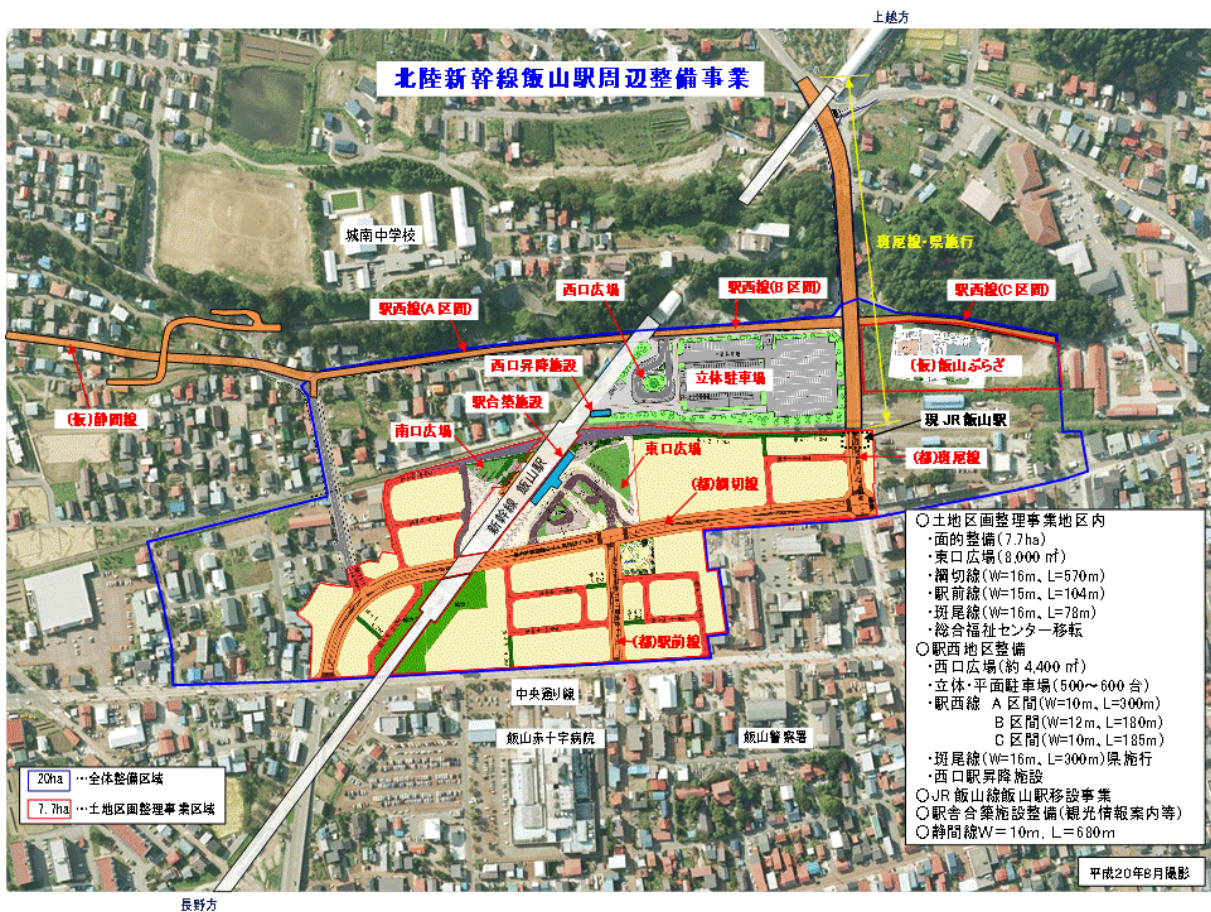 上越方
北陸新幹線飯山駅周辺整備事業
城南中学校
斑尾線・県施行
西口広場
駅西線(B区間)
駅西線(C区間)
駅西線(A区間)
西口昇降施設
立体駐車場
(仮)飯山ぷらざ
駅合築施設
(仮)静間線
南口広場
現JR飯山駅
東口広場
(都)斑尾線
新幹線 飯山駅
(都)綱切線
(都)駅前線
中央通り線
飯山赤十字病院
飯山警察署
○土地区画整理事業地区内
・面的整備(7.7ha)
・東口広場(8,000㎡)
・綱切線(W=16m、L=570m)
・駅前線(W=15m、L=104m)
・斑尾線(W=16m、L=78m)
・総合福祉センター移転
○駅西地区整備
・西口広場(約4,400㎡)
・立体・平面駐車場(500～600台)
・駅西線 A区間(W=10m、L=300m)
B区間(W=12m、L=180m)
C区間(W=10m、L=185m)
・斑尾線(W=16m、L=300m)県施行
・西口駅昇降施設
○JR飯山線飯山駅移設事業
○駅舎合築施設整備(観光情報案内等)
○静間線W=10m、L=680m
20ha …全体整備区域
7.7ha …土地区画整理事業区域
長野方